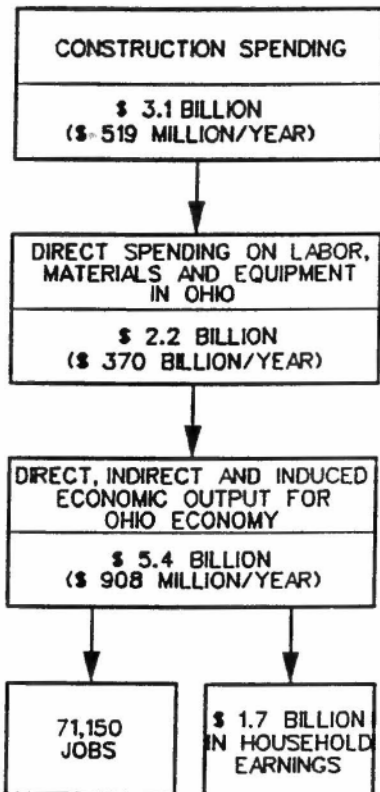 CONSTRUCTION SPENDING
$ 3.1 BILLION
($ 519 MILLION/YEAR)
DIRECT SPENDING ON LABOR,
MATERIALS AND EQUIPMENT
IN OHIO
$ 2.2 BILLION
($ 370 BILLION/YEAR)
DIRECT, INDIRECT AND INDUCED
ECONOMIC OUTPUT FOR
OHIO ECONOMY
$ 5.4 BILLION
($ 908 MILLION/YEAR)
71,150
JOBS
$ 1.7 BILLION
IN HOUSEHOLD
EARNINGS